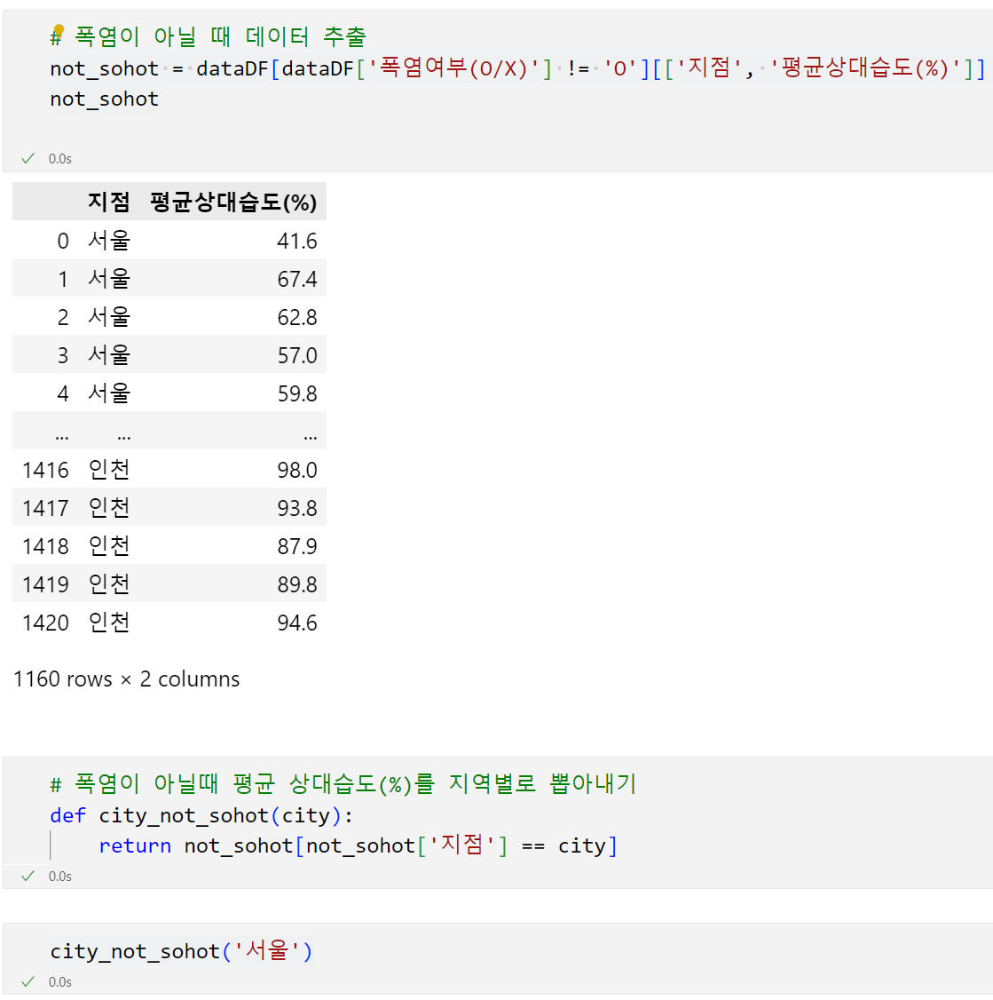 # 폭염이 아닐 때 데이터 추출
not_sohot = dataDF[dataDF['폭염여부(O/X)'] != 'O'][['지점', '평균상대습도(%)']]
not_sohot
0.0s
지점 평균상대습도(%)
0 서울 41.6
1 서울 67.4
2 서울 62.8
3 서울 57.0
4 서울 59.8
... ... ...
1416 인천 98.0
1417 인천 93.8
1418 인천 87.9
1419 인천 89.8
1420 인천 94.6
1160 rows × 2 columns
# 폭염이 아닐때 평균 상대습도(%)를 지역별로 뽑아내기
def city_not_sohot(city):
    return not_sohot[not_sohot['지점'] == city]
0.0s
city_not_sohot('서울')
0.0s